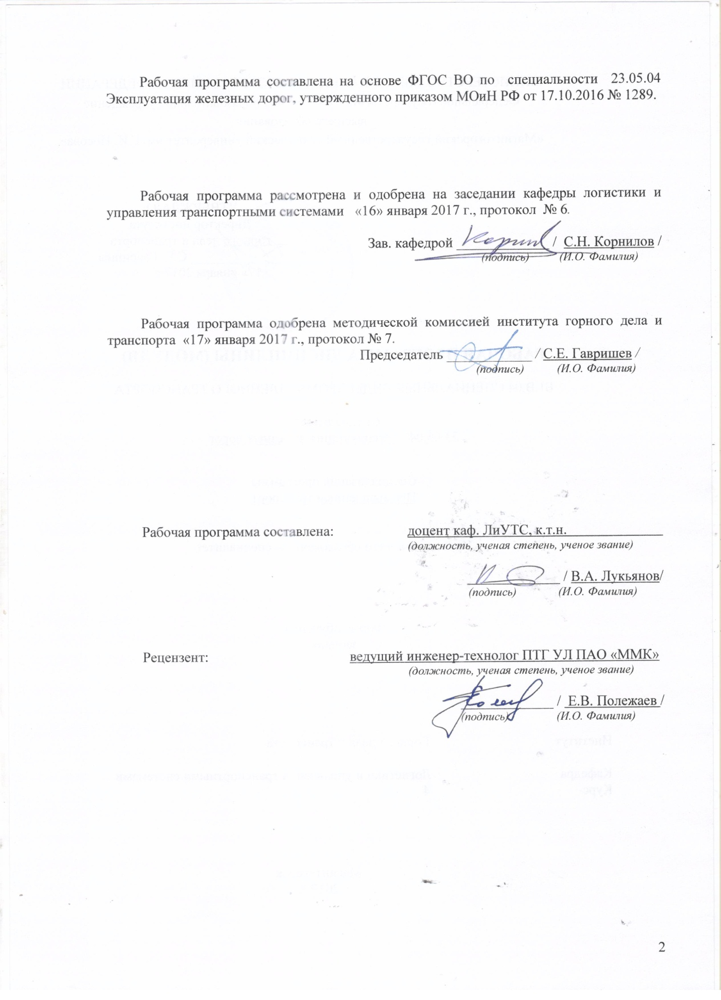 Рабочая программа составлена на основе ФГОС ВО по специальности 23.05.04
Эксплуатация железных дорог, утвержденного приказом МОиН РФ от 17.10.2016 № 1289.
Рабочая программа рассмотрена и одобрена на заседании кафедры логистики и
управления транспортными системами «16» января 2017 г., протокол № 6.
Зав. кафедрой ______________ / С.Н. Корнилов /
(подпись) (И.О. Фамилия)
Рабочая программа одобрена методической комиссией института горного дела и
транспорта «17» января 2017 г., протокол № 7.
Председатель ____________ / С.Е. Гавришев /
(подпись) (И.О. Фамилия)
Рабочая программа составлена: доцент каф. ЛиУТС, к.т.н.
(должность, ученая степень, ученое звание)
_____________ / В.А. Лукьянов/
(подпись) (И.О. Фамилия)
Рецензент: ведущий инженер-технолог ПТГ УЛ ПАО «ММК»
(должность, ученая степень, ученое звание)
_____________ / Е.В. Полежаев /
(подпись) (И.О. Фамилия)
2